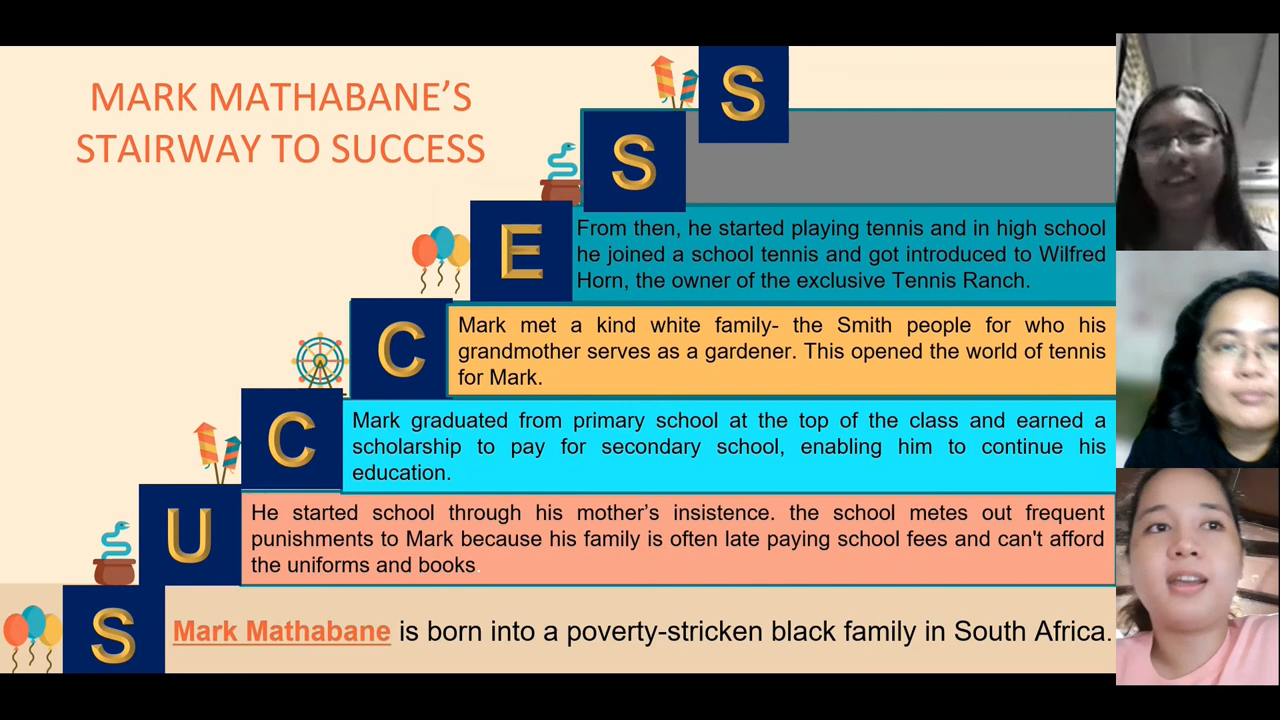 MARK MATHABANE'S
STAIRWAY TO SUCCESS
S
S
E
From then, he started playing tennis and in high school
he joined a school tennis and got introduced to Wilfred
Horn, the owner of the exclusive Tennis Ranch.
C
Mark met a kind white family- the Smith people for who his
grandmother serves as a gardener. This opened the world of tennis
for Mark.
C
Mark graduated from primary school at the top of the class and earned a
scholarship to pay for secondary school, enabling him to continue his
education.
U
He started school through his mother’s insistence. the school metes out frequent
punishments to Mark because his family is often late paying school fees and can't afford
the uniforms and books.
S
Mark Mathabane is born into a poverty-stricken black family in South Africa.